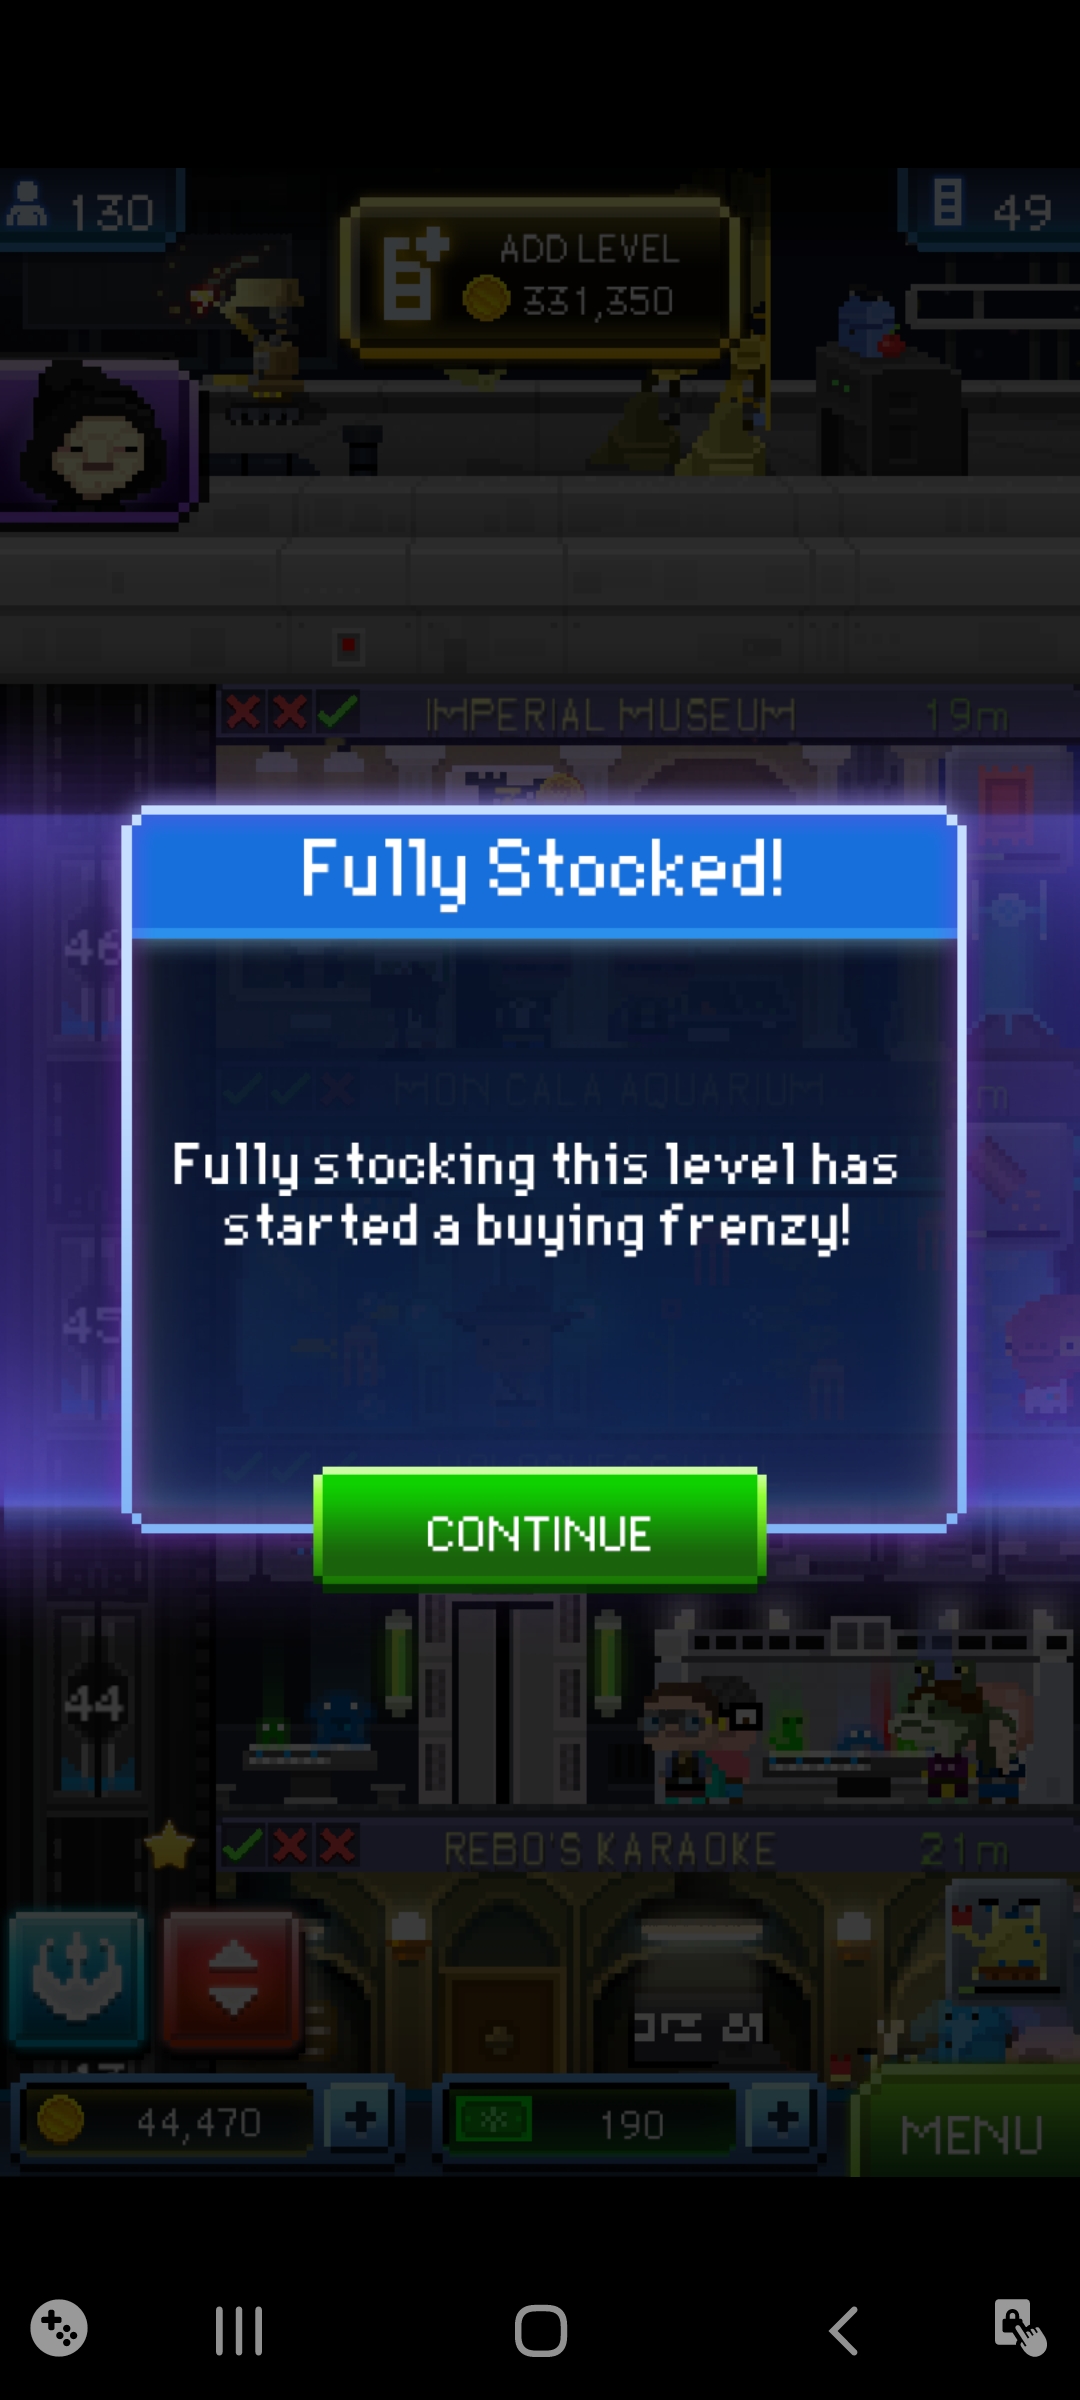 130
ADD LEVEL
331,350
49
IMPERIAL MUSEUM 19m
Fully Stocked!
46
MON CALA AQUARIUM
Fully stocking this level has
started a buying frenzy!
45
CONTINUE
44
REBO'S KARAOKE 21m
44,470
190
MENU